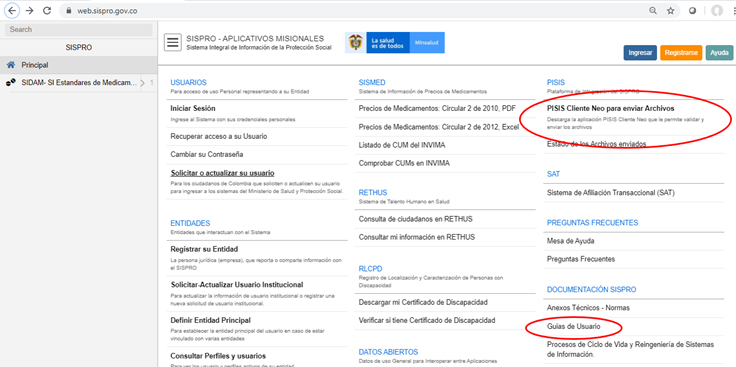 web.sispro.gov.co
Search
SISPRO
Principal
SIDAM- SI Estandares de Medicam... 1
SISPRO - APLICATIVOS MISIONALES
Sistema Integral de Información de la Protección Social
La salud
es de todos
Minsalud
Ingresar
Registrarse
Ayuda
USUARIOS
Para acceso de uso Personal representando a su Entidad
Iniciar Sesión
Ingrese al Sistema con sus credenciales personales
Recuperar acceso a su Usuario
Cambiar su Contraseña
Solicitar o actualizar su usuario
Para los ciudadanos de Colombia que soliciten o actualicen su usuario
para ingresar a los sistemas del Ministerio de Salud y Protección Social.
ENTIDADES
Entidades que interactuan con el Sistema
Registrar su Entidad
La persona jurídica (empresa), que reporta o comparte información con
el SISPRO
Solicitar-Actualizar Usuario Institucional
Para actualizar la información de usuario institucional o registrar una
nueva solicitud de usuario institucional.
Definir Entidad Principal
Para establecer la entidad principal del usuario en caso de estar
vinculado con varias entidades
Consultar Perfiles y usuarios
Para ver los usuario y perfiles activos de su entidad
SISMED
Sistema de Información de Precios de Medicamentos
Precios de Medicamentos: Circular 2 de 2010, PDF
Precios de Medicamentos: Circular 2 de 2012, Excel
Listado de CUM del INVIMA
Comprobar CUMs en INVIMA
RETHUS
Sistema de Talento Humano en Salud
Consulta de ciudadanos en RETHUS
Consultar mi información en RETHUS
RLCPD
Registro de Localización y Caracterización de Personas con
Discapacidad
Descargar mi Certificado de Discapacidad
Verificar si tiene Certificado de Discapacidad
DATOS ABIERTOS
Datos de uso General para Interoperar entre Aplicaciones
PISIS
Plataforma de Integración del SISPRO
PISIS Cliente Neo para enviar Archivos
Descarga la aplicación PISIS Cliente Neo que le permite validar y
enviar los archivos
Estado de los Archivos enviados
SAT
Sistema de Afiliación Transaccional (SAT)
PREGUNTAS FRECUENTES
Mesa de Ayuda
Preguntas Frecuentes
DOCUMENTACIÓN SISPRO
Anexos Técnicos - Normas
Guías de Usuario
Procesos de Ciclo de Vida y Reingeniería de Sistemas
de Información.